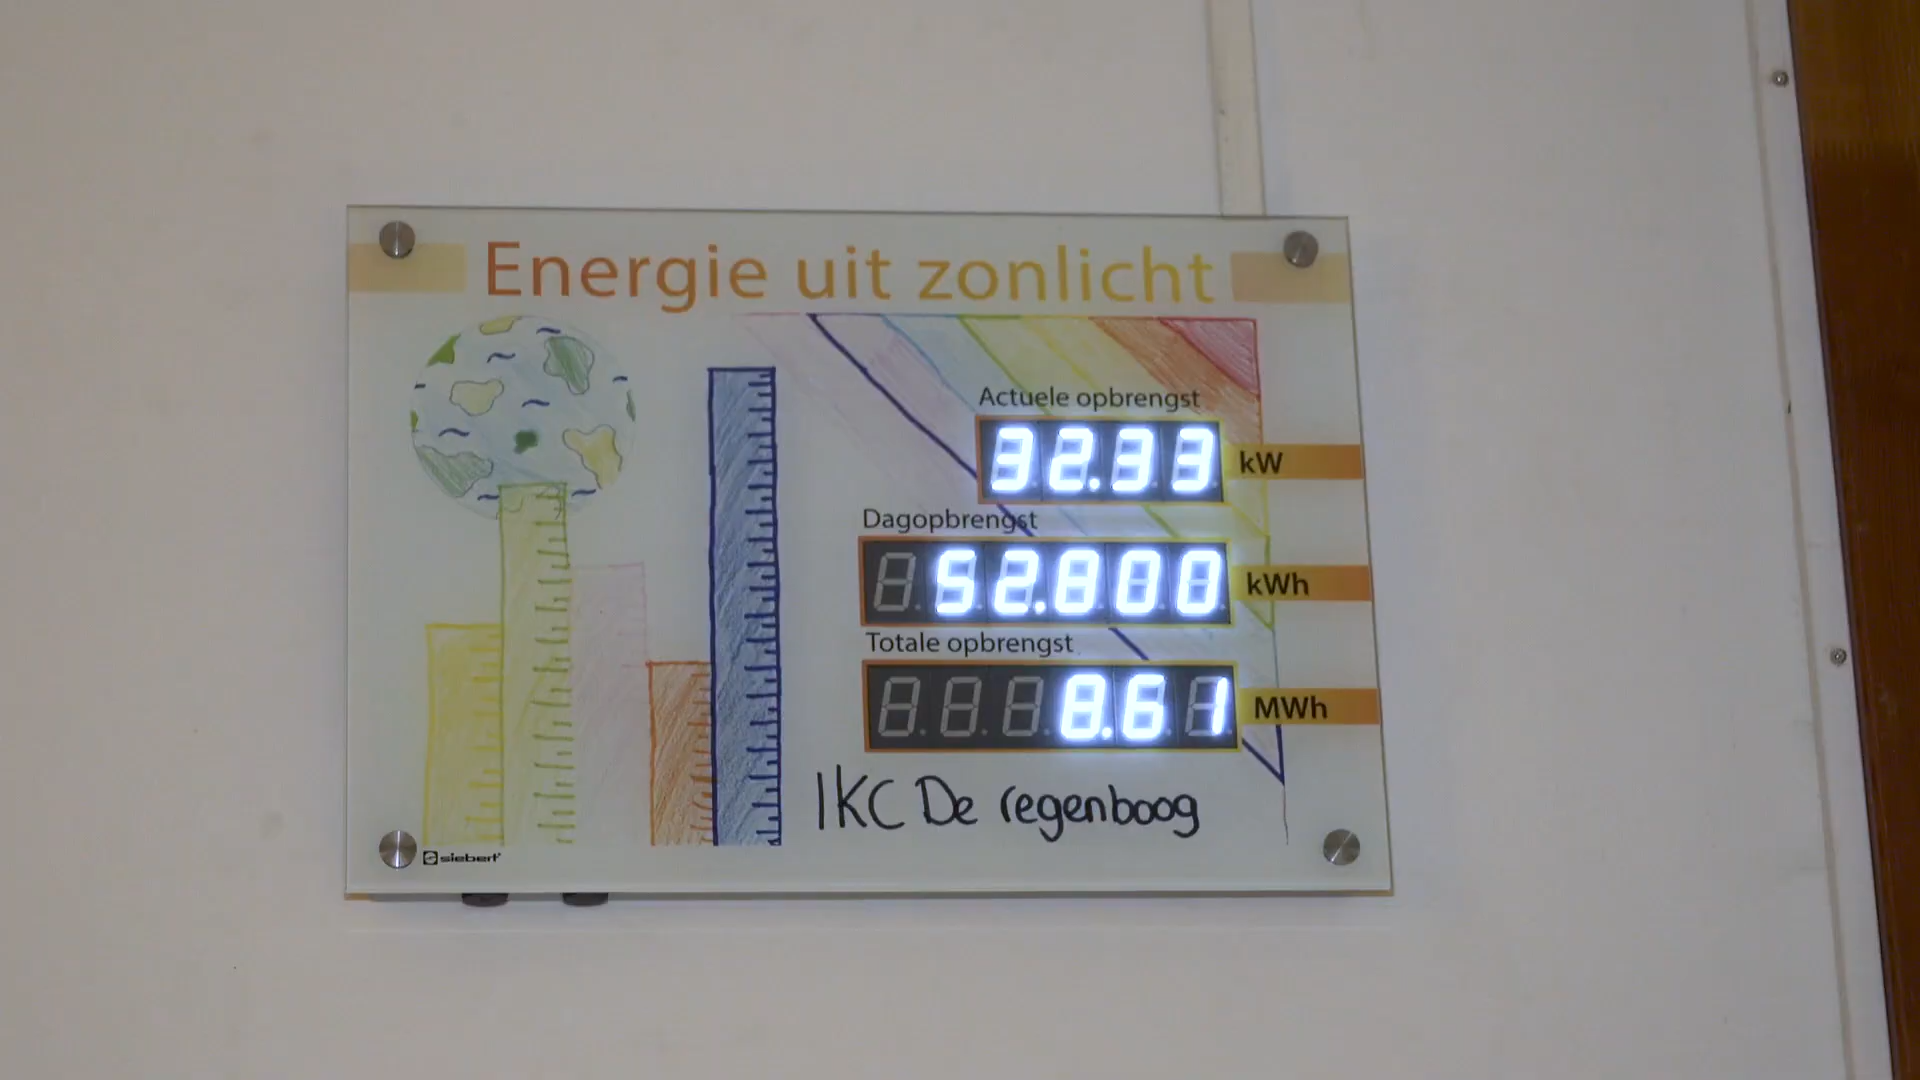 Energie uit zonlicht
Actuele opbrengst
32.33 kW
Dagopbrengst
52.800 kWh
Totale opbrengst
8.61 MWh
IKC De regenboog
siebert